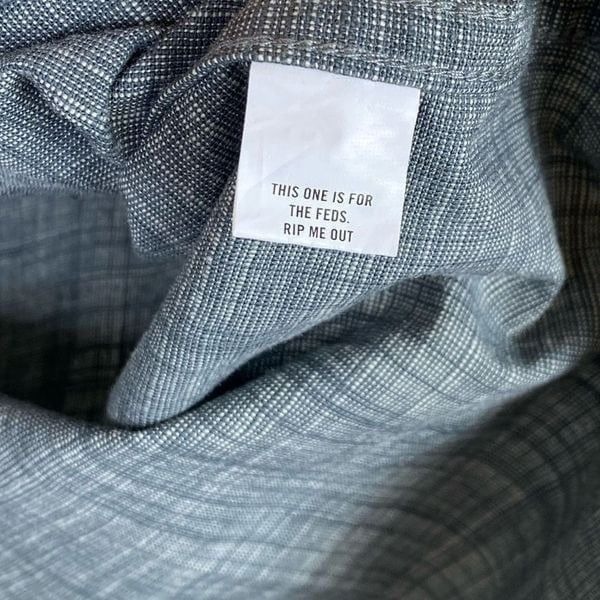 THIS ONE IS FOR
THE FEDS.
RIP ME OUT